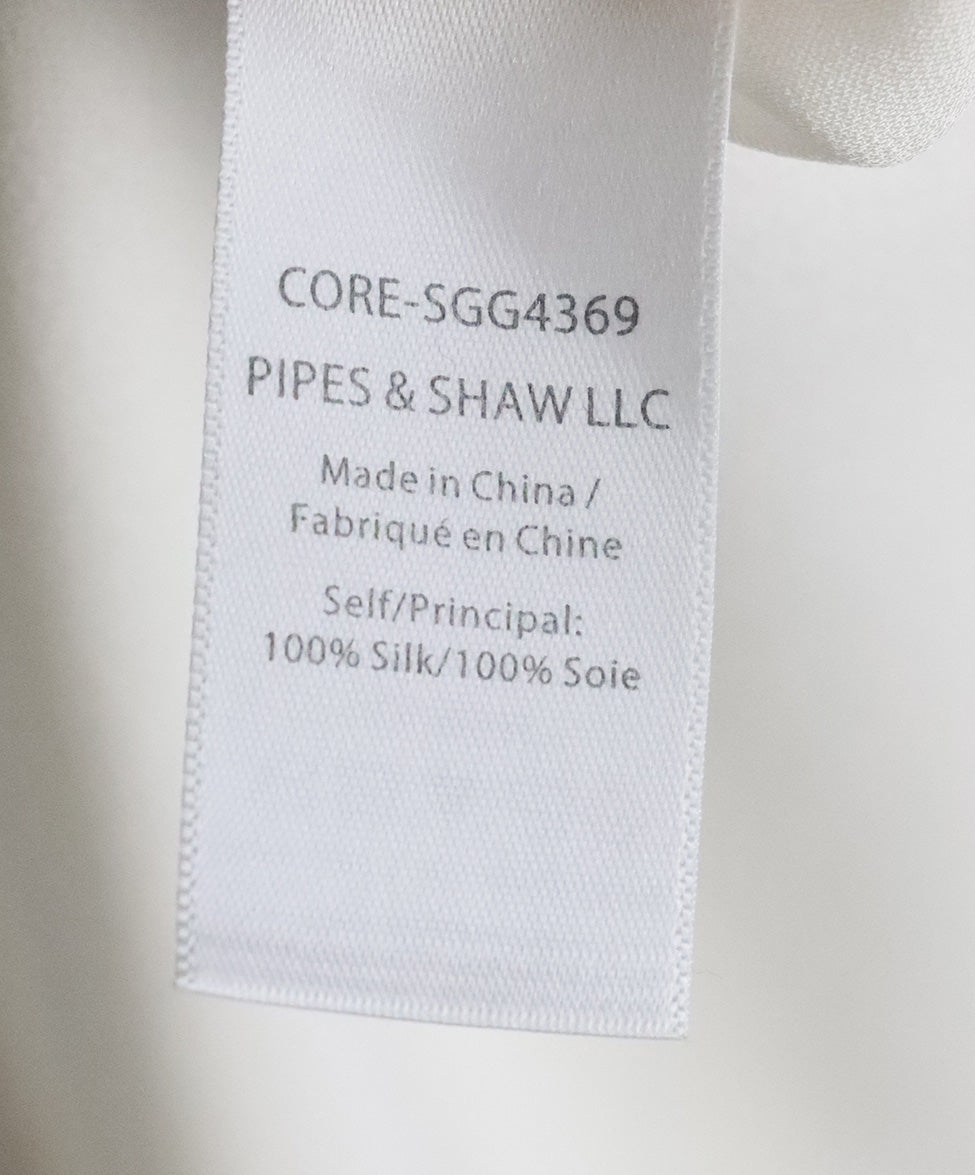 CORE-SGG4369
PIPES & SHAW LLC
Made in China /
Fabriqué en Chine
Self/Principal:
100% Silk/100% Soie